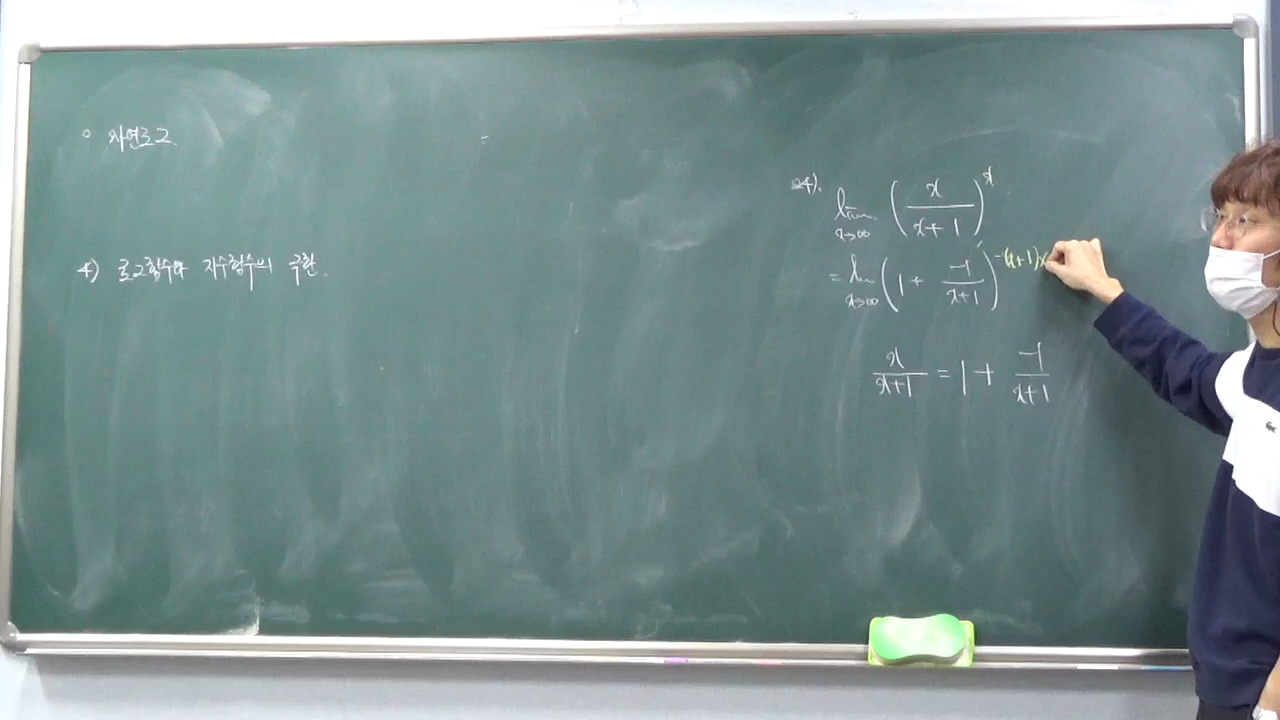 ○ 자연로그.
4) 로그함수와 지수함수의 극한.
24).
lim x→∞ (x/(x+1))^x
= lim x→∞ (1 + -1/(x+1))^-(x+1)×
x/(x+1) = 1 + -1/(x+1)